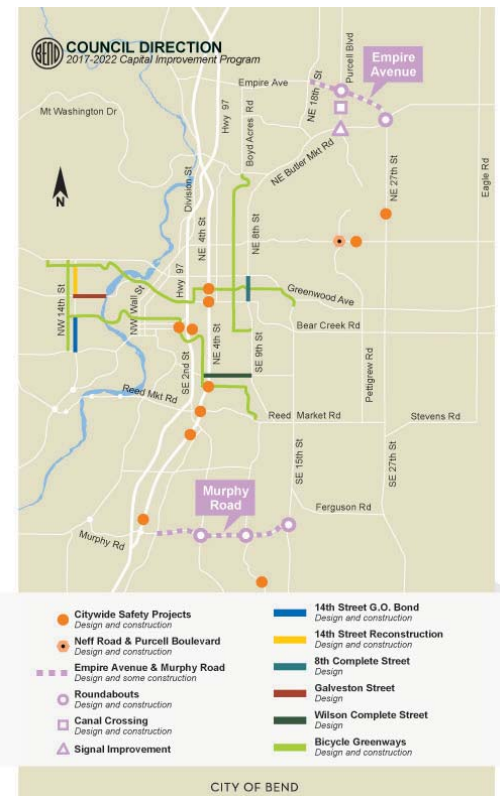 BEND
COUNCIL DIRECTION
2017-2022 Capital Improvement Program
Empire Ave
NE 18th St
Purcell Blvd
Empire
Avenue
Mt Washington Dr
Hwy 97
Boyd Acres Rd
NE Butler Mkt Rd
NE 27th St
Eagle Rd
N
Division St
NE 4th St
NE 8th St
NW 14th St
NW Wall St
Hwy 97
Greenwood Ave
Bear Creek Rd
SE 2nd St
NE 4th St
SE 9th St
Pettigrew Rd
Reed Mkt Rd
Reed Market Rd
Stevens Rd
SE 15th St
SE 27th St
Murphy
Road
Ferguson Rd
Murphy Rd
Citywide Safety Projects
Design and construction
Neff Road & Purcell Boulevard
Design and construction
Empire Avenue & Murphy Road
Design and some construction
Roundabouts
Design and construction
Canal Crossing
Design and construction
Signal Improvement
14th Street G.O. Bond
Design and construction
14th Street Reconstruction
Design and construction
8th Complete Street
Design
Galveston Street
Design
Wilson Complete Street
Design
Bicycle Greenways
Design and construction
CITY OF BEND